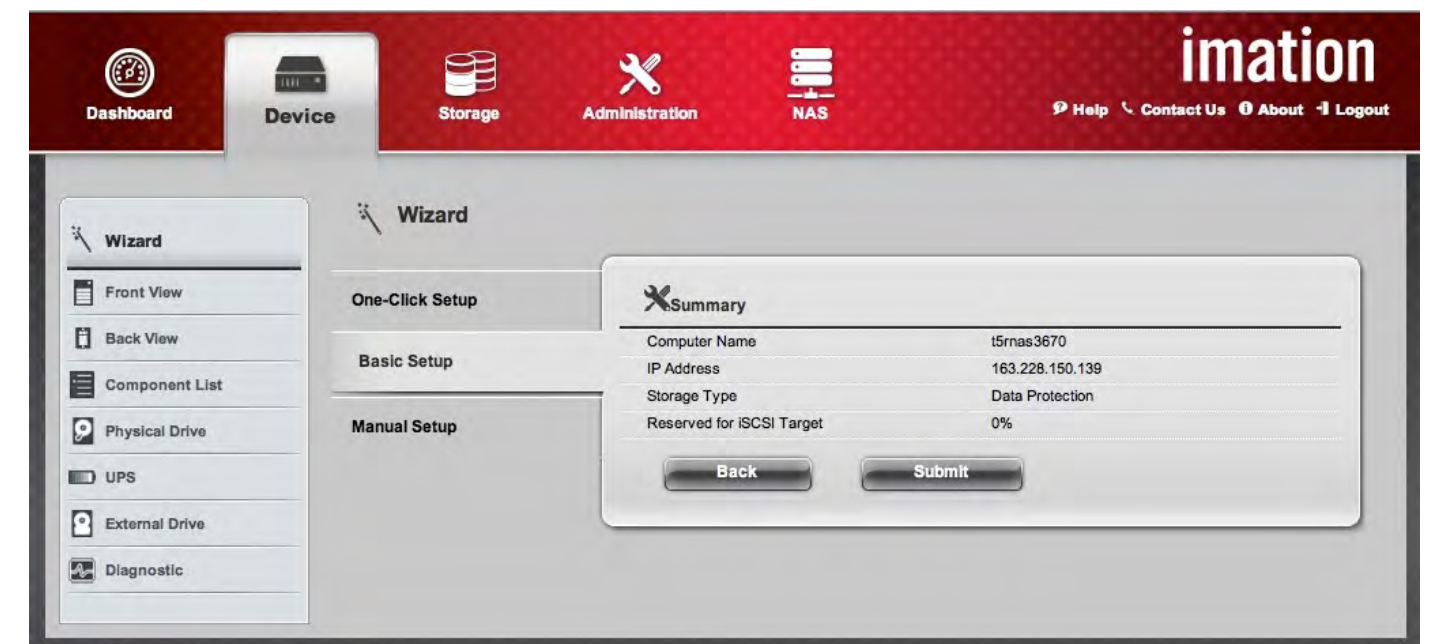 imation
Dashboard
Device
Storage
Administration
NAS
Help Contact Us About Logout
Wizard
Front View
Back View
Component List
Physical Drive
UPS
External Drive
Diagnostic
Wizard
One-Click Setup
Basic Setup
Manual Setup
Summary
Computer Name t5rnas3670
IP Address 163.228.150.139
Storage Type Data Protection
Reserved for iSCSI Target 0%
Back Submit